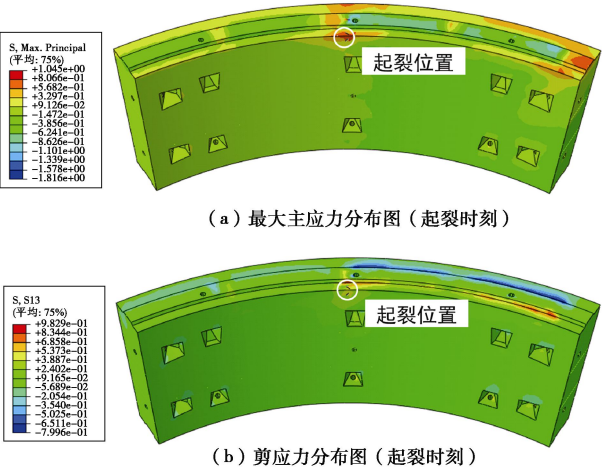 S, Max. Principal
(平均: 75%)
+1.045e+00
+8.066e-01
+5.682e-01
+3.297e-01
+9.126e-02
-1.472e-01
-3.856e-01
-6.241e-01
-8.626e-01
-1.101e+00
-1.339e+00
-1.578e+00
-1.816e+00
起裂位置
(a)最大主应力分布图(起裂时刻)
S, S13
(平均: 75%)
+9.829e-01
+8.344e-01
+6.858e-01
+5.373e-01
+3.887e-01
+2.402e-01
+9.165e-02
-5.689e-02
-2.054e-01
-3.540e-01
-5.025e-01
-6.511e-01
-7.996e-01
起裂位置
(b)剪应力分布图(起裂时刻)